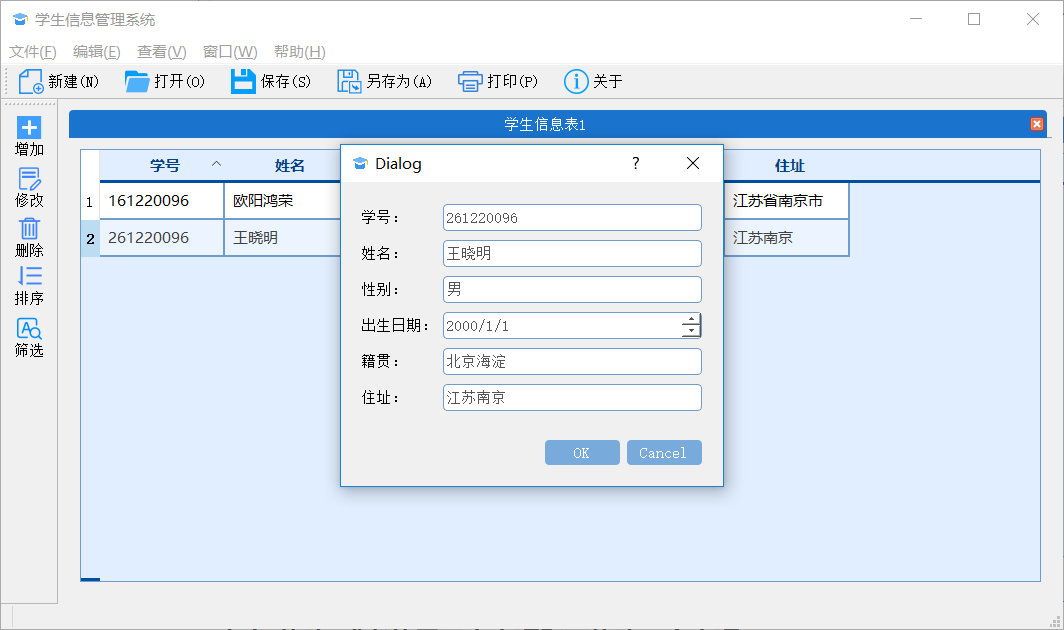 学生信息管理系统
文件(F) 编辑(E) 查看(V) 窗口(W) 帮助(H)
新建(N) 打开(O) 保存(S) 另存为(A) 打印(P) 关于
增加
修改
删除
排序
筛选
学生信息表1
学号 姓名 住址
1 161220096 欧阳鸿荣 江苏省南京市
2 261220096 王晓明 江苏南京
Dialog ?
学号： 261220096
姓名： 王晓明
性别： 男
出生日期： 2000/1/1
籍贯： 北京海淀
住址： 江苏南京
OK Cancel